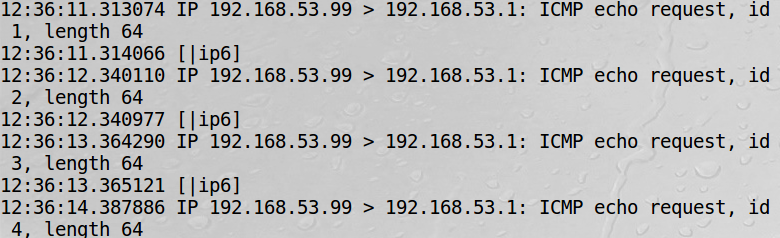 12:36:11.313074 IP 192.168.53.99 > 192.168.53.1: ICMP echo request, id
1, length 64
12:36:11.314066 [|ip6]
12:36:12.340110 IP 192.168.53.99 > 192.168.53.1: ICMP echo request, id
2, length 64
12:36:12.340977 [|ip6]
12:36:13.364290 IP 192.168.53.99 > 192.168.53.1: ICMP echo request, id
3, length 64
12:36:13.365121 [|ip6]
12:36:14.387886 IP 192.168.53.99 > 192.168.53.1: ICMP echo request, id
4, length 64